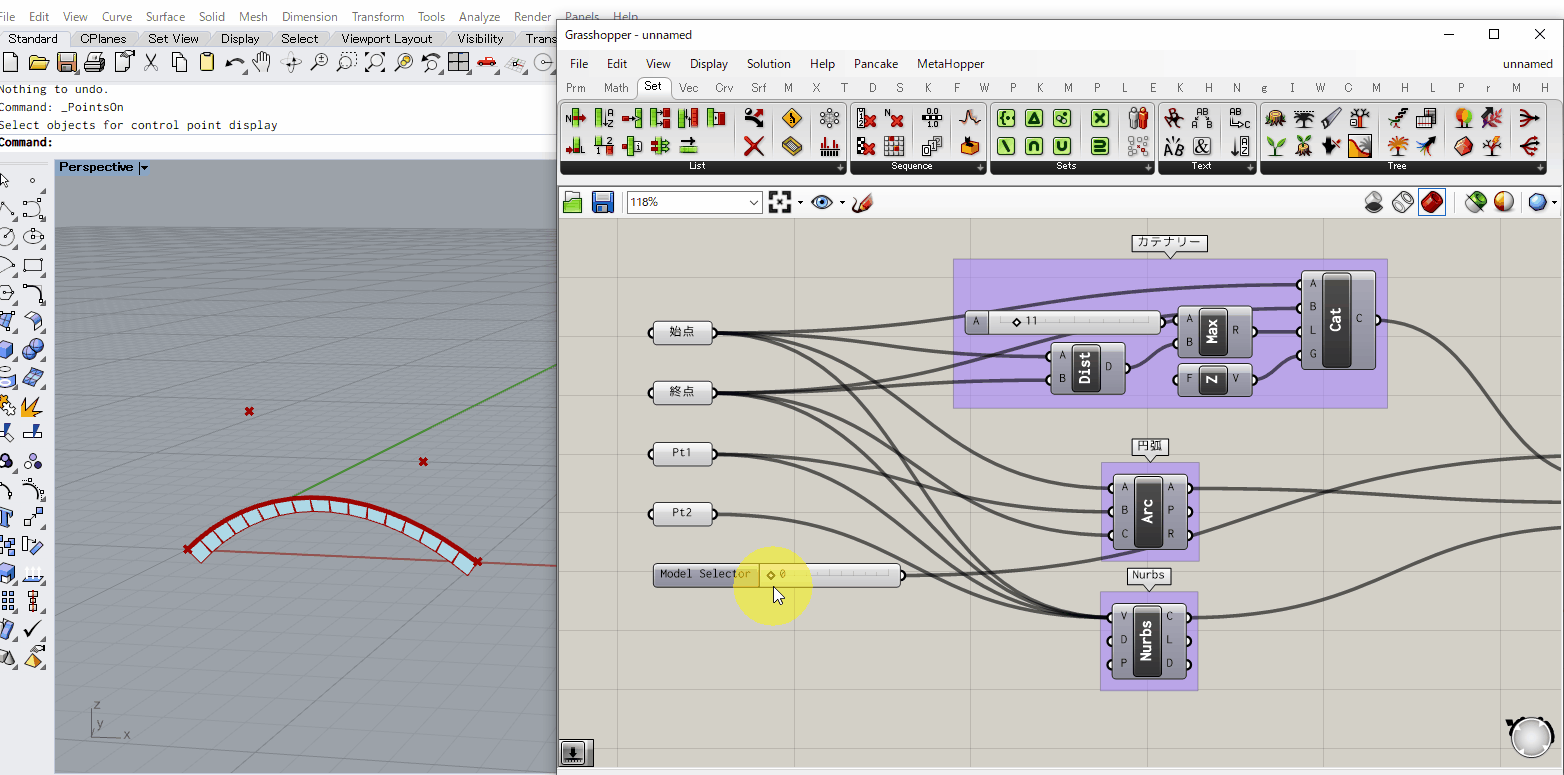 File Edit View Curve Surface Solid Mesh Dimension Transform Tools Analyze Render Panels Help
Standard CPlanes Set View Display Select Viewport Layout Visibility Trans
Nothing to undo.
Command: _PointsOn
Select objects for control point display
Command:
Perspective
z
y
x
Grasshopper - unnamed
File Edit View Display Solution Help Pancake MetaHopper unnamed
Prm Math Set Vec Crv Srf M X T D S K F W P K M P L E K H N g I W C M H L P r M H
List Sequence Sets Text Tree
118%
カテナリー
A 11
A
B
Max
R
A
B
Dist
D
F
Z
V
A
B
L
G
Cat
C
始点
終点
Pt1
Pt2
Model Selector 0
円弧
A
B
C
Arc
A
P
R
Nurbs
V
D
P
Nurbs
C
L
D